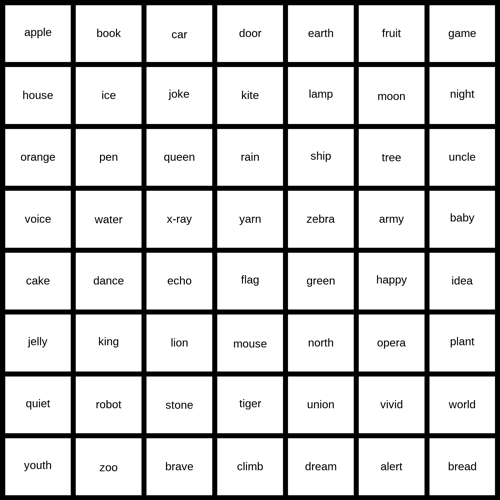 apple book car door earth fruit game
house ice joke kite lamp moon night
orange pen queen rain ship tree uncle
voice water x-ray yarn zebra army baby
cake dance echo flag green happy idea
jelly king lion mouse north opera plant
quiet robot stone tiger union vivid world
youth zoo brave climb dream alert bread